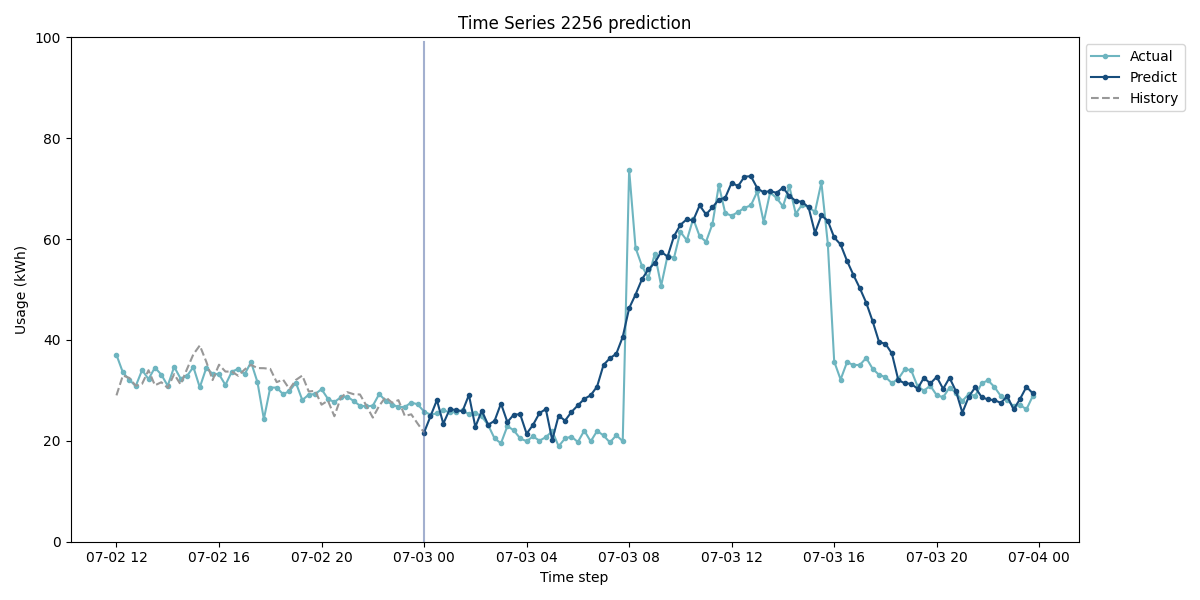 Time Series 2256 prediction
Usage (kWh)
100
80
60
40
20
0
07-02 12
07-02 16
07-02 20
07-03 00
07-03 04
07-03 08
07-03 12
07-03 16
07-03 20
07-04 00
Time step
Actual
Predict
History